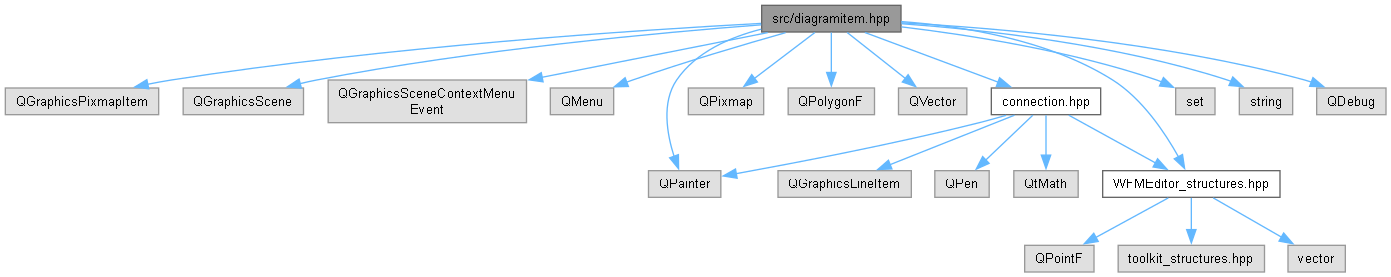 src/diagramitem.hpp
QGraphicsPixmapItem
QGraphicsScene
QGraphicsSceneContextMenu
Event
QMenu
QPixmap
QPolygonF
QVector
connection.hpp
set
string
QDebug
QPainter
QGraphicsLineItem
QPen
QtMath
WFMEditor_structures.hpp
QPointF
toolkit_structures.hpp
vector